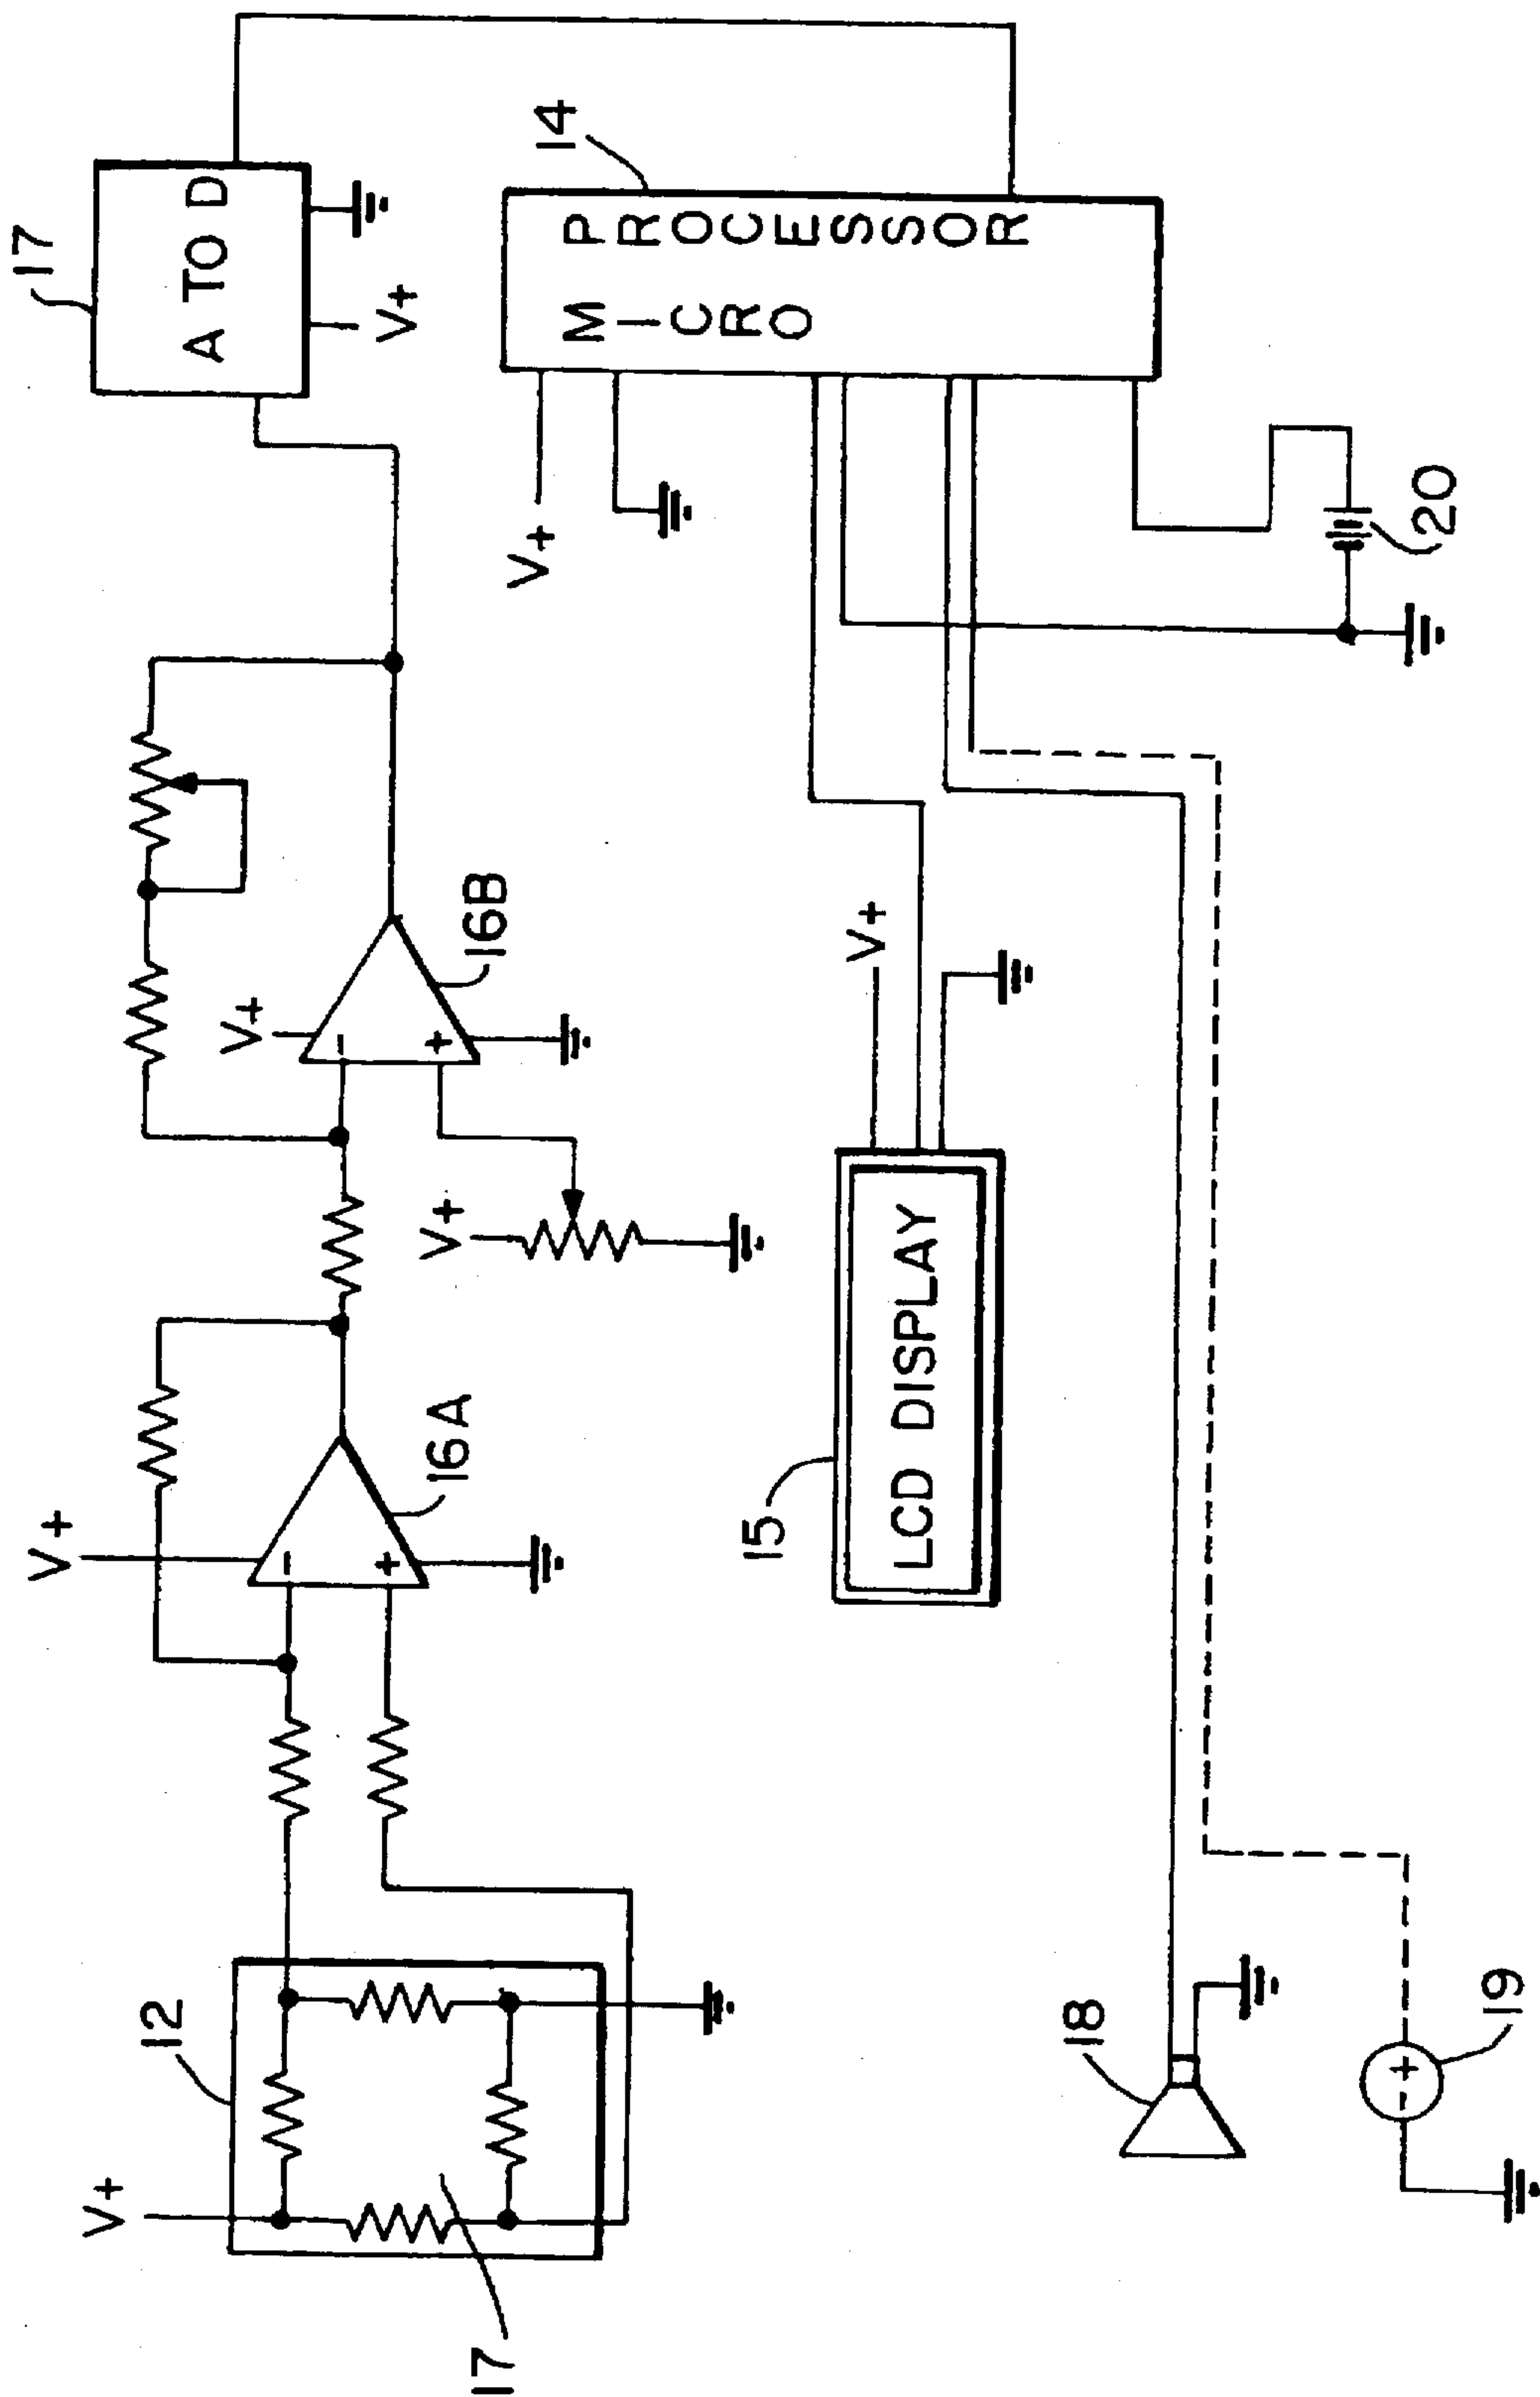 V+
12
17
V+
16A
V+
V+
16B
17
A TO D
V+
14
MICRO
PROCESSOR
V+
15
LCD DISPLAY
V+
18
19
20
-
+
-
+
-
+